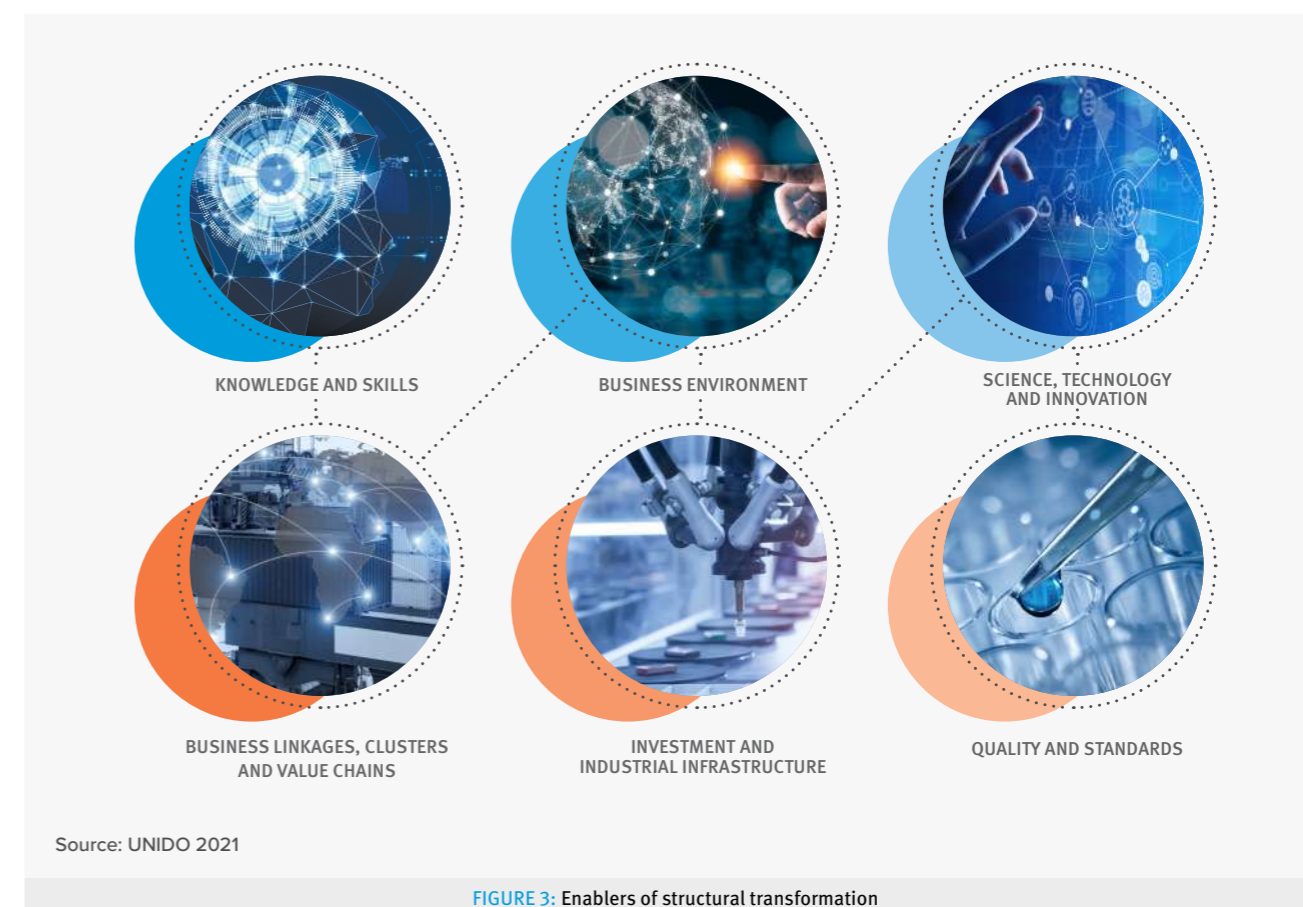 KNOWLEDGE AND SKILLS
BUSINESS ENVIRONMENT
SCIENCE, TECHNOLOGY
AND INNOVATION
BUSINESS LINKAGES, CLUSTERS
AND VALUE CHAINS
INVESTMENT AND
INDUSTRIAL INFRASTRUCTURE
QUALITY AND STANDARDS
Source: UNIDO 2021
FIGURE 3: Enablers of structural transformation